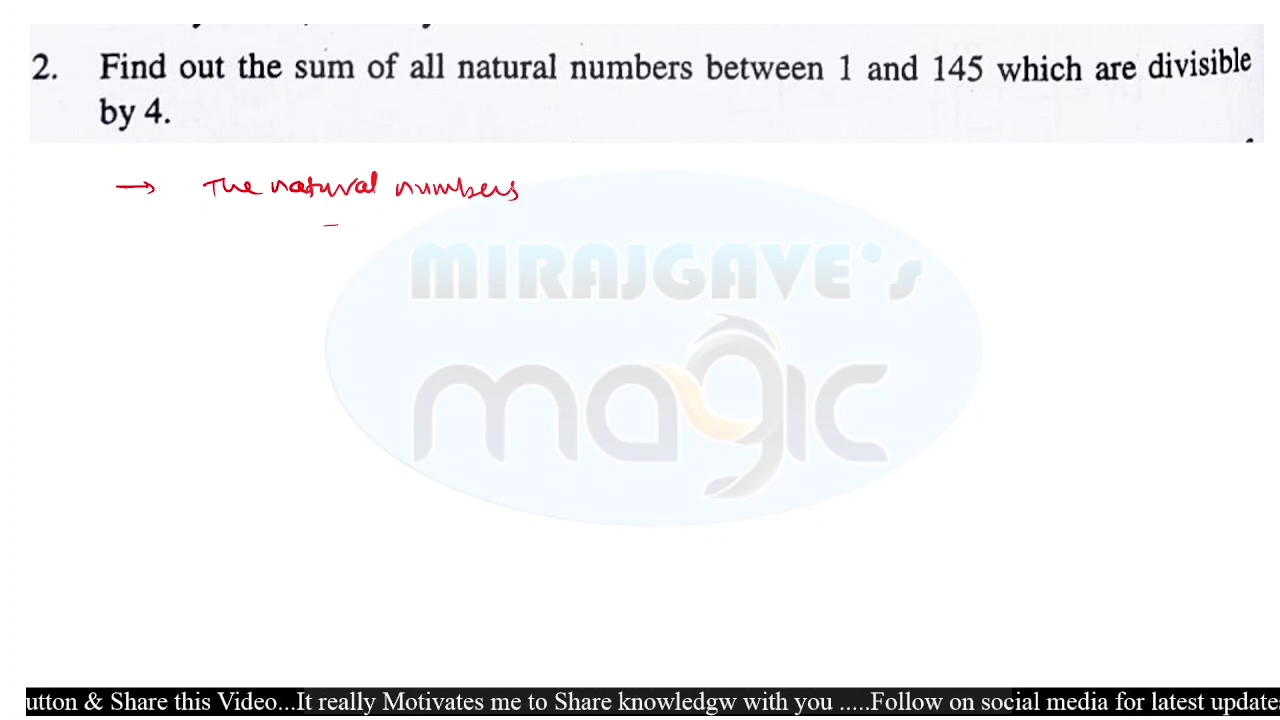 2. Find out the sum of all natural numbers between 1 and 145 which are divisible
by 4.
→ The natural numbers
MIRAJGAVE's
magic
utton & Share this Video...It really Motivates me to Share knowledgw with you .....Follow on social media for latest update